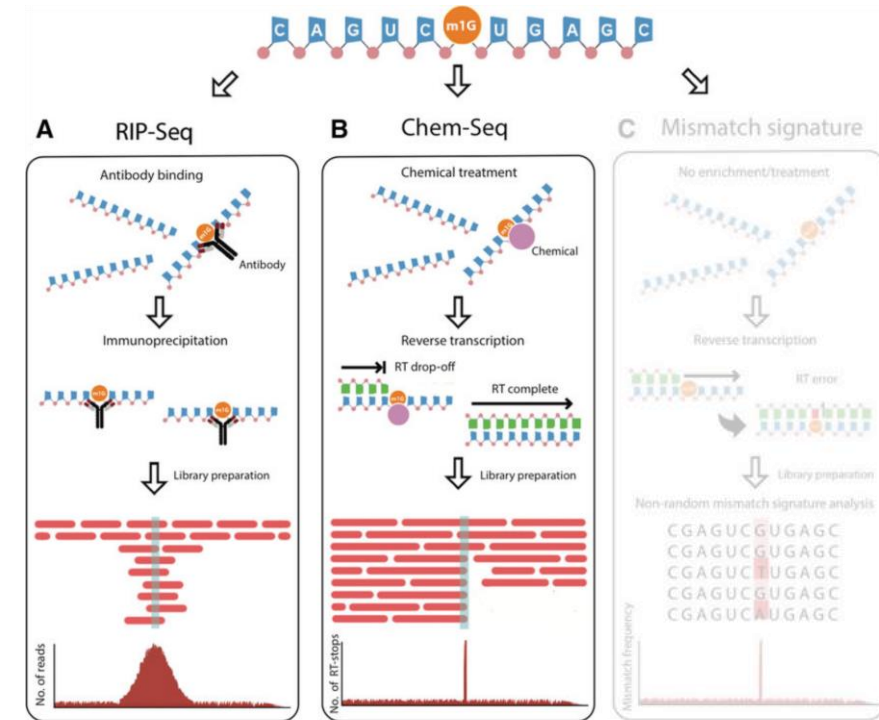 C A G U C m1G U G A G C
A RIP-Seq
Antibody binding
m1G
Antibody
Immunoprecipitation
m1G
m1G
Library preparation
No. of reads
B Chem-Seq
Chemical treatment
m1G
Chemical
Reverse transcription
RT drop-off
m1G
RT complete
Library preparation
No. of RT-stops
C Mismatch signature
No enrichment/treatment
Reverse transcription
RT error
Library preparation
Non-random mismatch signature analysis
CGAGUCGUGAGC
CGAGUCGUGAGC
CGAGUCTUGAGC
CGAGUCGUGAGC
CGAGUCAUGAGC
Mismatch frequency